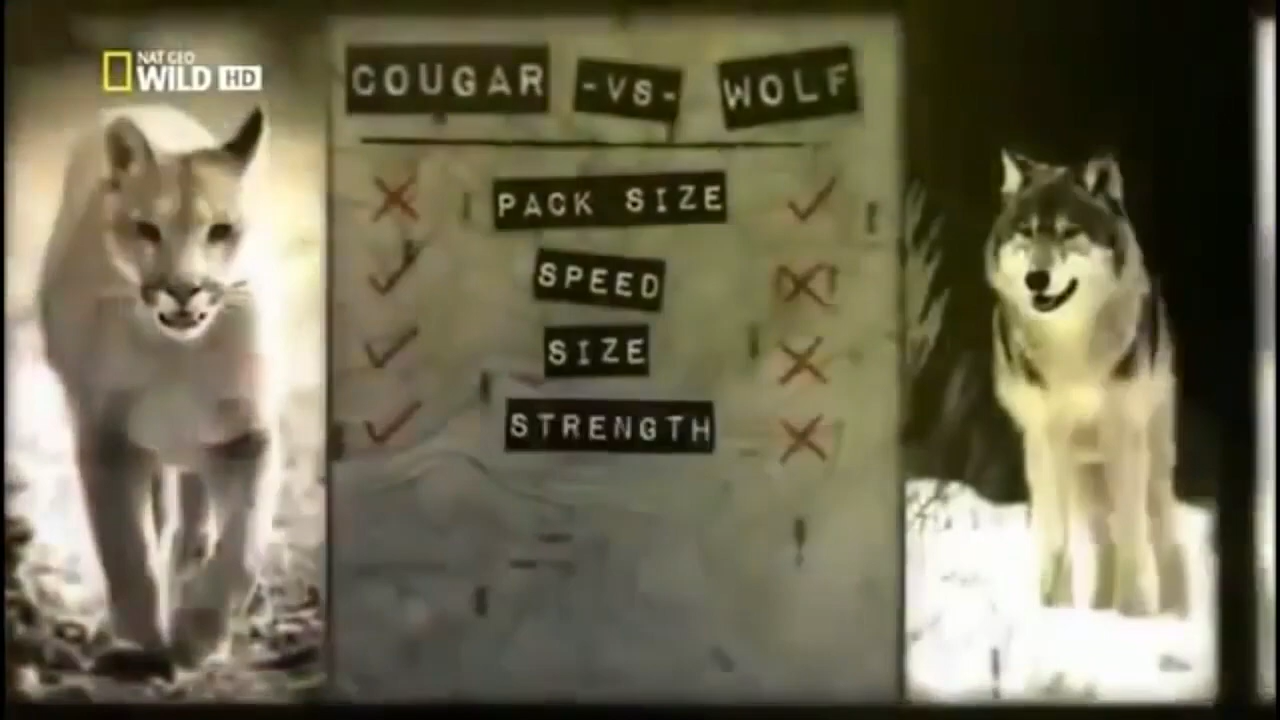 NAT GEO
WILD HD
COUGAR -VS- WOLF
PACK SIZE
SPEED
SIZE
STRENGTH